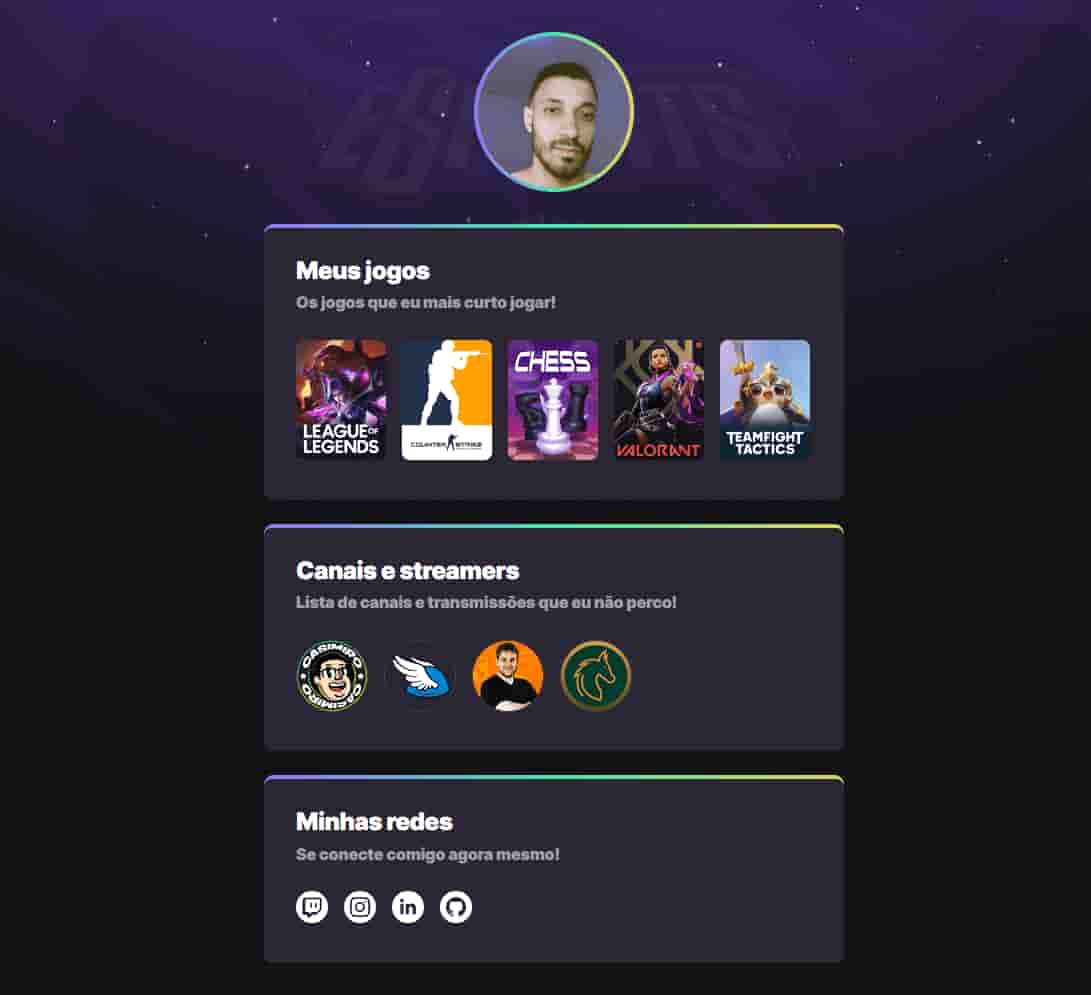 eSPORTS
Meus jogos
Os jogos que eu mais curto jogar!
LEAGUE OF
LEGENDS
COUNTER STRIKE
CHESS
VALORANT
TEAMFIGHT
TACTICS
Canais e streamers
Lista de canais e transmissões que eu não perco!
CASIMIRO
CASIMIRO
Minhas redes
Se conecte comigo agora mesmo!
in